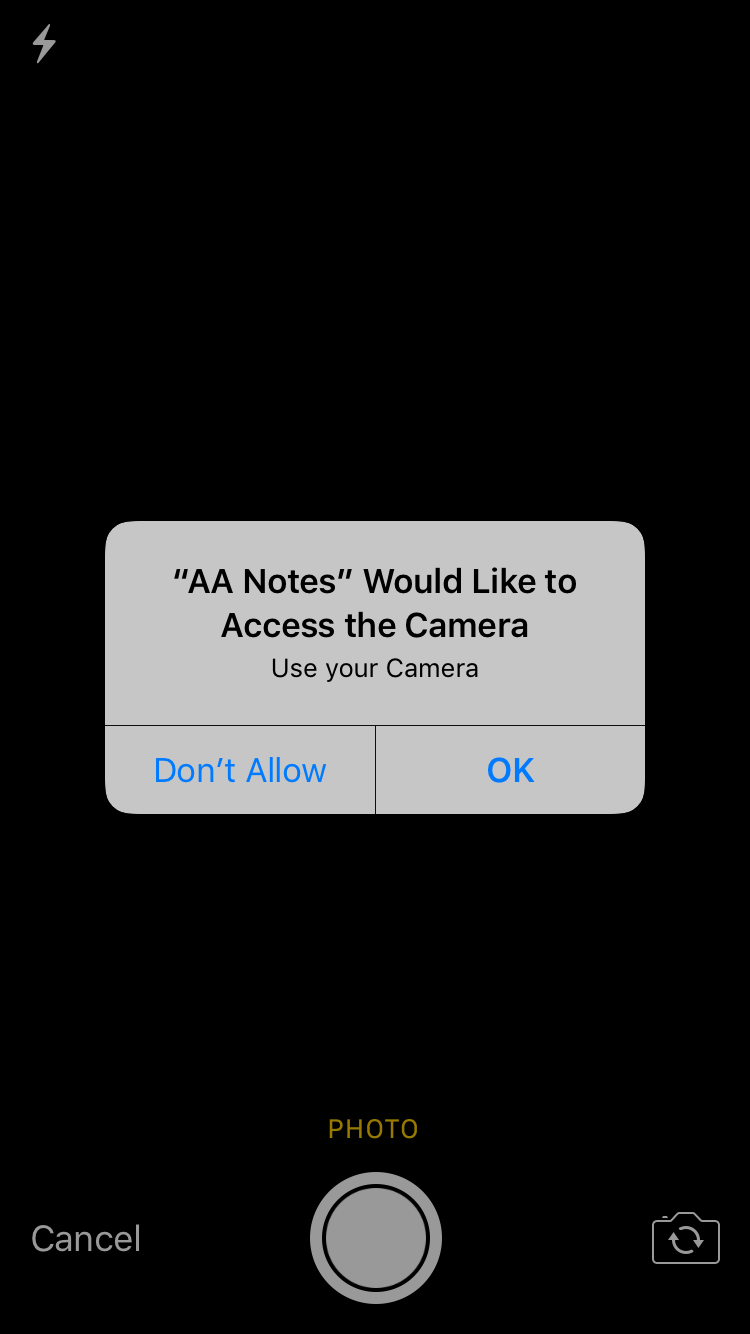 “AA Notes” Would Like to
Access the Camera
Use your Camera
Don’t Allow
OK
PHOTO
Cancel